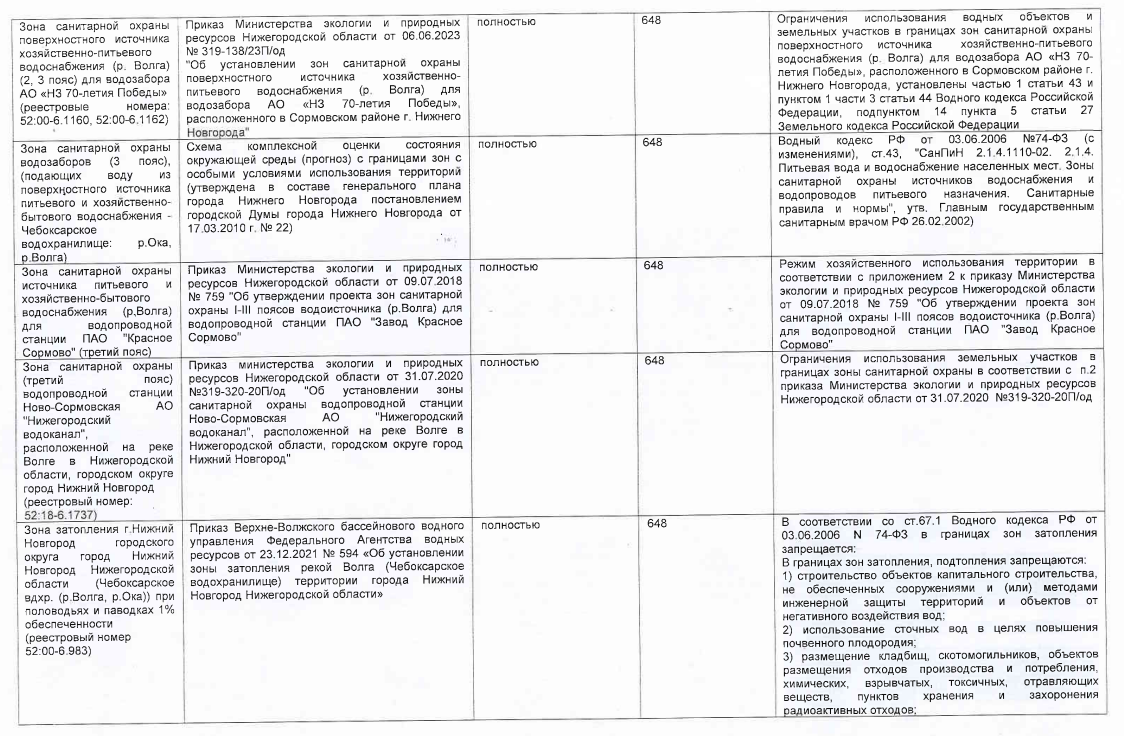 Зона санитарной охраны
поверхностного источника
хозяйственно-питьевого
водоснабжения (р. Волга)
(2, 3 пояс) для водозабора
АО «НЗ 70-летия Победы»
(реестровые номера:
52:00-6.1160, 52:00-6.1162)
Приказ Министерства экологии и природных
ресурсов Нижегородской области от 06.06.2023
№ 319-138/23П/од
"Об установлении зон санитарной охраны
поверхностного источника хозяйственно-
питьевого водоснабжения (р. Волга) для
водозабора АО «НЗ 70-летия Победы»,
расположенного в Сормовском районе г. Нижнего
Новгорода"
полностью
648
Ограничения использования водных объектов и
земельных участков в границах зон санитарной охраны
поверхностного источника хозяйственно-питьевого
водоснабжения (р. Волга) для водозабора АО «НЗ 70-
летия Победы», расположенного в Сормовском районе г.
Нижнего Новгорода, установлены частью 1 статьи 43 и
пунктом 1 части 3 статьи 44 Водного кодекса Российской
Федерации, подпунктом 14 пункта 5 статьи 27
Земельного кодекса Российской Федерации
Зона санитарной охраны
водозаборов (3 пояс),
(подающих воду из
поверхностного источника
питьевого и хозяйственно-
бытового водоснабжения -
Чебоксарское
водохранилище: р.Ока,
р.Волга)
Схема комплексной оценки состояния
окружающей среды (прогноз) с границами зон с
особыми условиями использования территорий
(утверждена в составе генерального плана
города Нижнего Новгорода постановлением
городской Думы города Нижнего Новгорода от
17.03.2010 г. № 22)
полностью
648
Водный кодекс РФ от 03.06.2006 №74-ФЗ (с
изменениями), ст.43, "СанПиН 2.1.4.1110-02. 2.1.4.
Питьевая вода и водоснабжение населенных мест. Зоны
санитарной охраны источников водоснабжения и
водопроводов питьевого назначения. Санитарные
правила и нормы", утв. Главным государственным
санитарным врачом РФ 26.02.2002)
Зона санитарной охраны
источника питьевого и
хозяйственно-бытового
водоснабжения (р,Волга)
для водопроводной
станции ПАО "Красное
Сормово" (третий пояс)
Приказ Министерства экологии и природных
ресурсов Нижегородской области от 09.07.2018
№ 759 "Об утверждении проекта зон санитарной
охраны I-III поясов водоисточника (р.Волга) для
водопроводной станции ПАО "Завод Красное
Сормово"
полностью
648
Режим хозяйственного использования территории в
соответствии с приложением 2 к приказу Министерства
экологии и природных ресурсов Нижегородской области
от 09.07.2018 № 759 "Об утверждении проекта зон
санитарной охраны I-III поясов водоисточника (р.Волга)
для водопроводной станции ПАО "Завод Красное
Сормово"
Зона санитарной охраны
(третий пояс)
водопроводной станции
Ново-Сормовская АО
"Нижегородский
водоканал",
расположенной на реке
Волге в Нижегородской
области, городском округе
город Нижний Новгород
(реестровый номер:
52:18-6.1737)
Приказ министерства экологии и природных
ресурсов Нижегородской области от 31.07.2020
№319-320-20П/од "Об установлении зоны
санитарной охраны водопроводной станции
Ново-Сормовская АО "Нижегородский
водоканал", расположенной на реке Волге в
Нижегородской области, городском округе город
Нижний Новгород"
полностью
648
Ограничения использования земельных участков в
границах зоны санитарной охраны в соответствии с п.2
приказа Министерства экологии и природных ресурсов
Нижегородской области от 31.07.2020 №319-320-20П/од
Зона затопления г.Нижний
Новгород городского
округа город Нижний
Новгород Нижегородской
области (Чебоксарское
вдхр. (р.Волга, р.Ока)) при
половодьях и паводках 1%
обеспеченности
(реестровый номер
52:00-6.983)
Приказ Верхне-Волжского бассейнового водного
управления Федерального Агентства водных
ресурсов от 23.12.2021 № 594 «Об установлении
зоны затопления рекой Волга (Чебоксарское
водохранилище) территории города Нижний
Новгород Нижегородской области»
полностью
648
В соответствии со ст.67.1 Водного кодекса РФ от
03.06.2006 N 74-ФЗ в границах зон затопления
запрещается:
В границах зон затопления, подтопления запрещаются:
1) строительство объектов капитального строительства,
не обеспеченных сооружениями и (или) методами
инженерной защиты территорий и объектов от
негативного воздействия вод;
2) использование сточных вод в целях повышения
почвенного плодородия;
3) размещение кладбищ, скотомогильников, объектов
размещения отходов производства и потребления,
химических, взрывчатых, токсичных, отравляющих
веществ, пунктов хранения и захоронения
радиоактивных отходов;